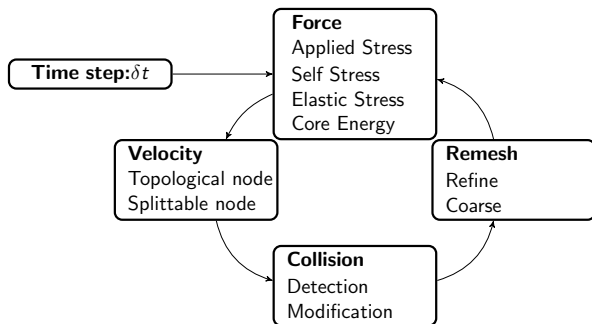 Force
Applied Stress
Self Stress
Elastic Stress
Core Energy
Time step:δt
Velocity
Topological node
Splittable node
Remesh
Refine
Coarse
Collision
Detection
Modification